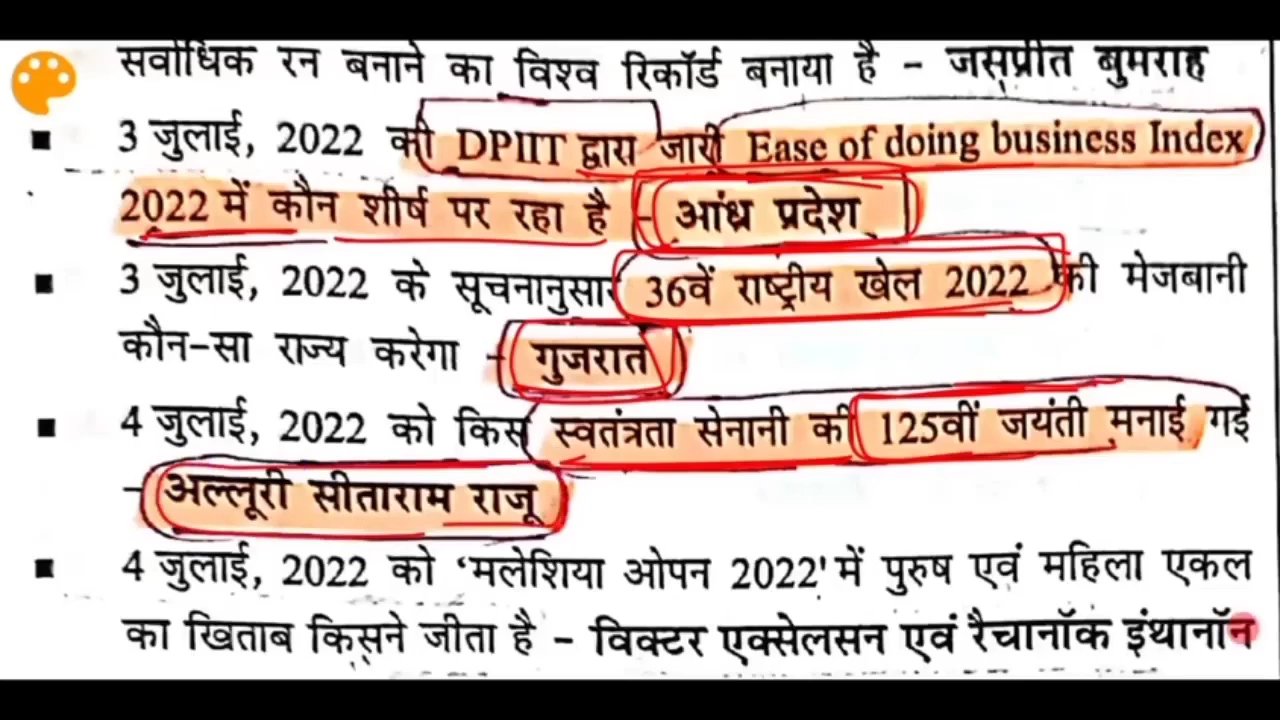 सर्वाधिक रन बनाने का विश्व रिकॉर्ड बनाया है – जसप्रीत बुमराह
■ 3 जुलाई, 2022 को DPIIT द्वारा जारी Ease of doing business Index
2022 में कौन शीर्ष पर रहा है – आंध्र प्रदेश
■ 3 जुलाई, 2022 के सूचनानुसार 36वें राष्ट्रीय खेल 2022 की मेजबानी
कौन-सा राज्य करेगा – गुजरात
■ 4 जुलाई, 2022 को किस स्वतंत्रता सेनानी की 125वीं जयंती मनाई गई
– अल्लूरी सीताराम राजू
■ 4 जुलाई, 2022 को ‘मलेशिया ओपन 2022' में पुरुष एवं महिला एकल
का खिताब किसने जीता है – विक्टर एक्सेलसन एवं रैचानॉक इंथानॉन